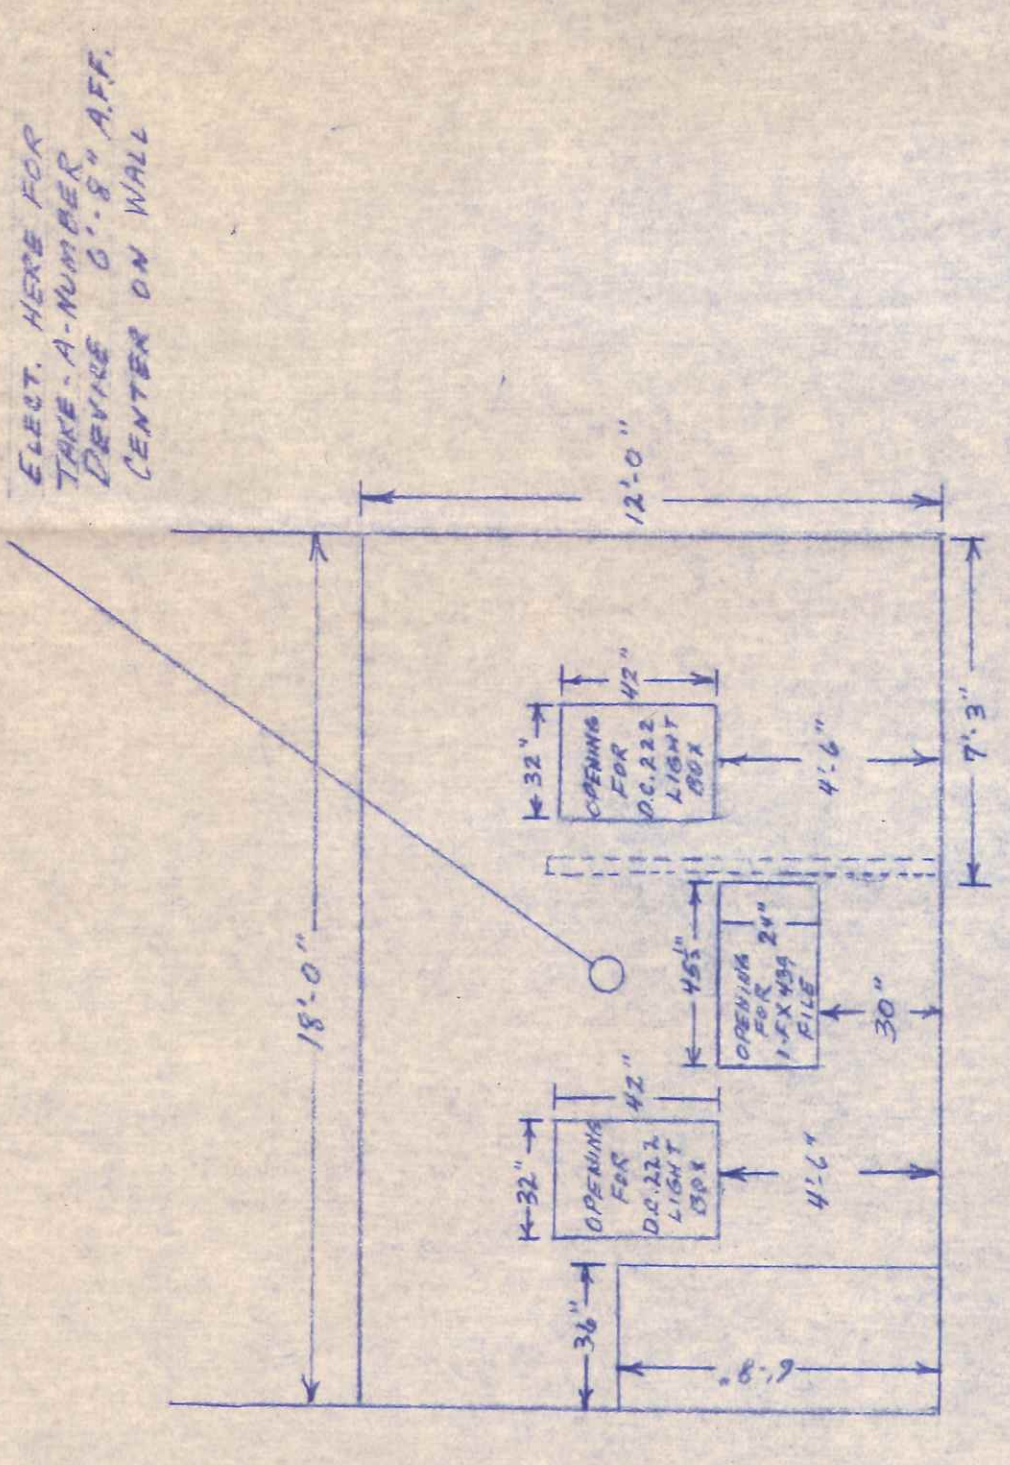 ELECT. HERE FOR
TAKE-A-NUMBER
DEVICE 6'-8" A.F.F.
CENTER ON WALL
18'-0"
12'-0"
36"
6'-8"
32"
42"
OPENING
FOR
D.C. 222
LIGHT
BOX
4'-6"
45½"
OPENING
FOR
1-FX 434 24"
FILE
30"
32"
42"
OPENING
FOR
D.C. 222
LIGHT
BOX
4'-6"
7'-3"